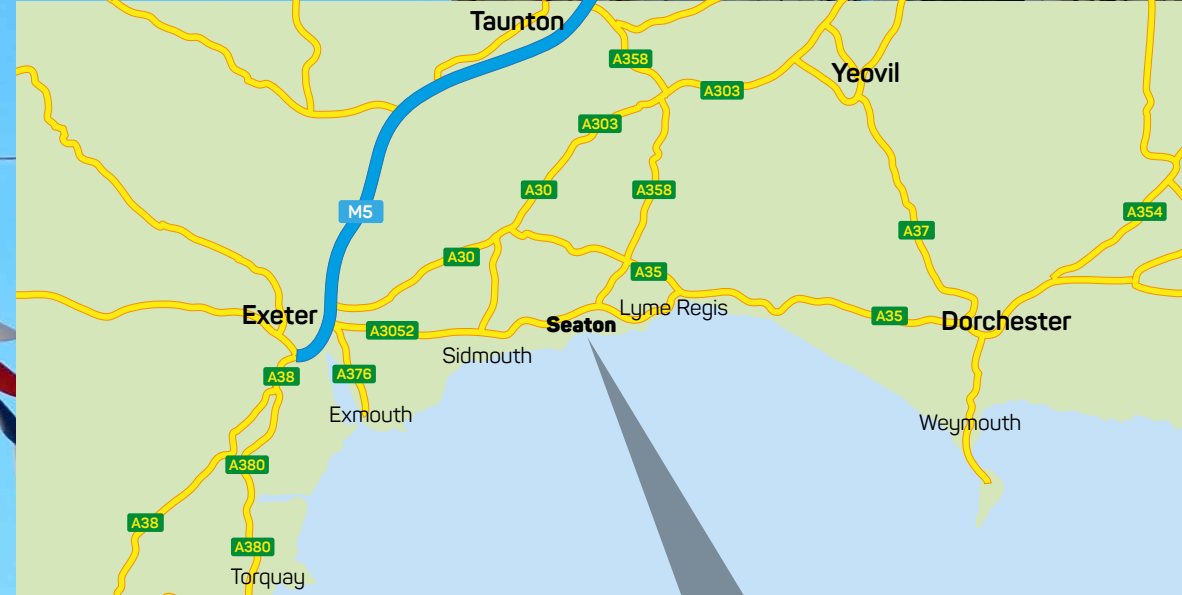 Taunton
A358
Yeovil
A303
A303
A30
A358
M5
A354
A37
A30
A35
Lyme Regis
Exeter
A3052
Seaton
A35
Dorchester
Sidmouth
A38
A376
Exmouth
Weymouth
A380
A38
A380
Torquay